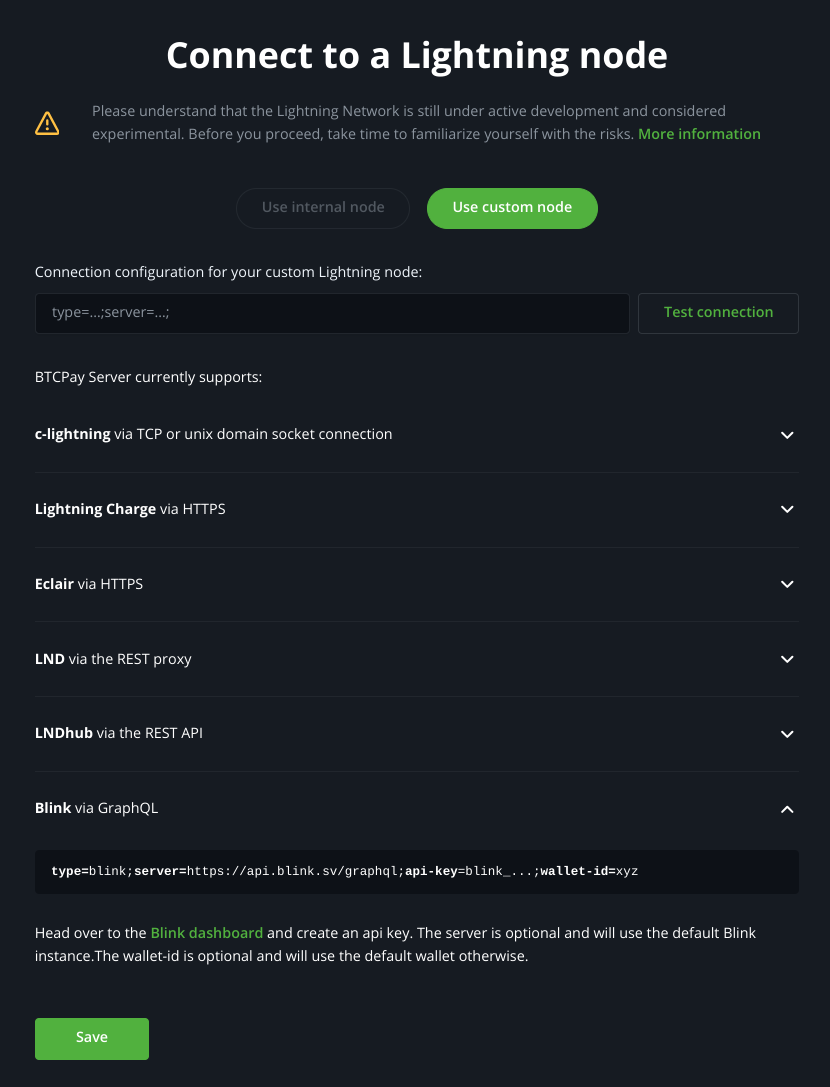 Connect to a Lightning node
Please understand that the Lightning Network is still under active development and considered
experimental. Before you proceed, take time to familiarize yourself with the risks. More information
Use internal node
Use custom node
Connection configuration for your custom Lightning node:
type=...;server=...;
Test connection
BTCPay Server currently supports:
c-lightning via TCP or unix domain socket connection
Lightning Charge via HTTPS
Eclair via HTTPS
LND via the REST proxy
LNDhub via the REST API
Blink via GraphQL
type=blink;server=https://api.blink.sv/graphql;api-key=blink_...;wallet-id=xyz
Head over to the Blink dashboard and create an api key. The server is optional and will use the default Blink
instance.The wallet-id is optional and will use the default wallet otherwise.
Save